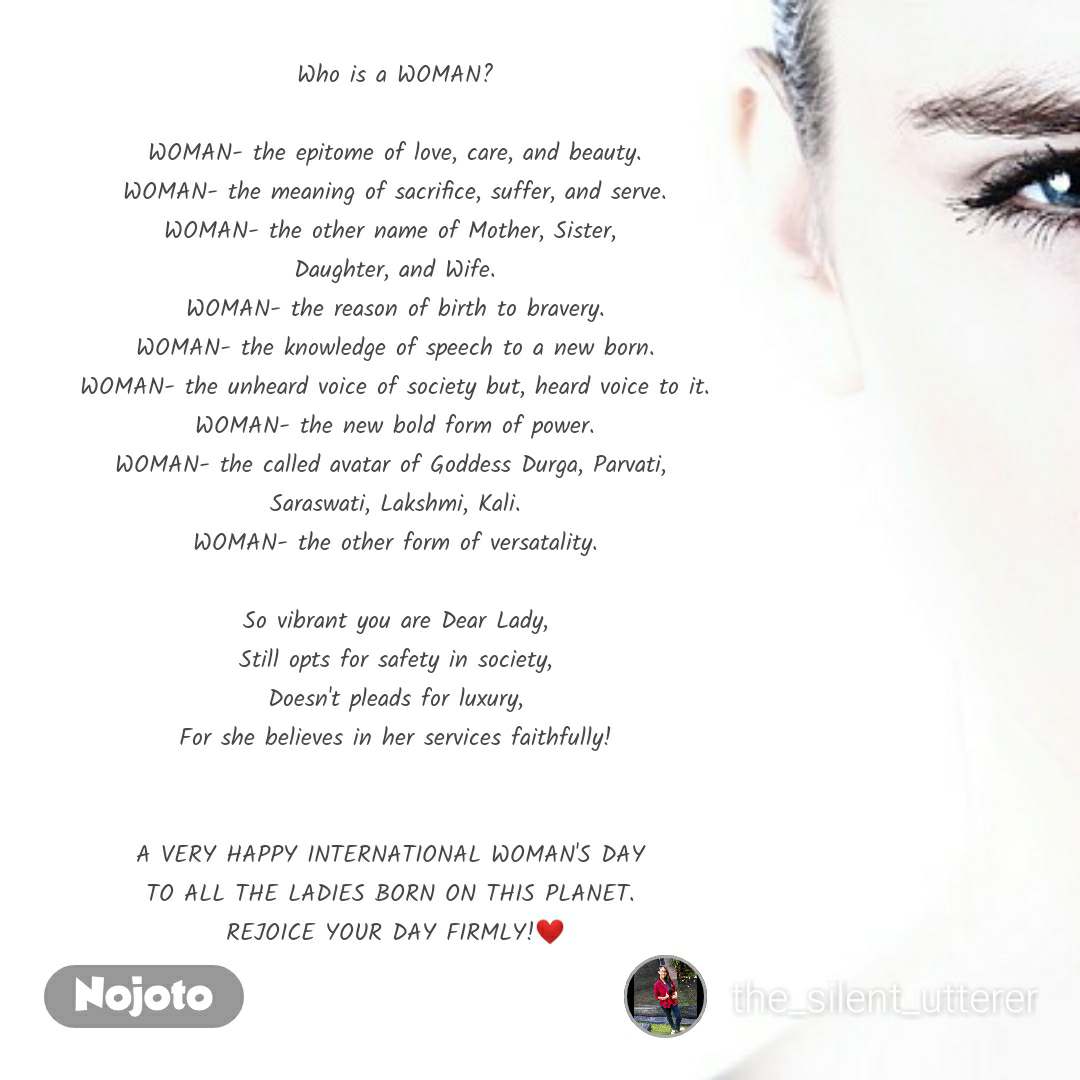 Who is a WOMAN?
WOMAN- the epitome of love, care, and beauty.
WOMAN- the meaning of sacrifice, suffer, and serve.
WOMAN- the other name of Mother, Sister,
Daughter, and Wife.
WOMAN- the reason of birth to bravery.
WOMAN- the knowledge of speech to a new born.
WOMAN- the unheard voice of society but, heard voice to it.
WOMAN- the new bold form of power.
WOMAN- the called avatar of Goddess Durga, Parvati,
Saraswati, Lakshmi, Kali.
WOMAN- the other form of versatality.
So vibrant you are Dear Lady,
Still opts for safety in society,
Doesn't pleads for luxury,
For she believes in her services faithfully!
A VERY HAPPY INTERNATIONAL WOMAN'S DAY
TO ALL THE LADIES BORN ON THIS PLANET.
REJOICE YOUR DAY FIRMLY!❤️
Nojoto
the_silent_utterer